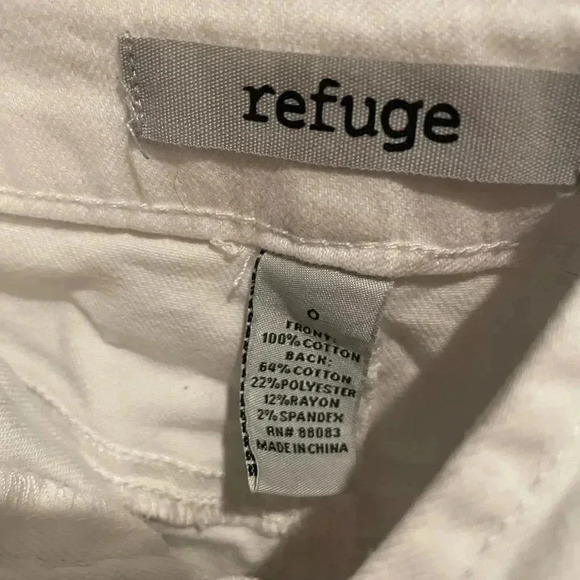 refuge
0
FRONT:
100%COTTON
BACK:
64%COTTON
22%POLYESTER
12%RAYON
2%SPANDEX
RN# 88083
MADE IN CHINA